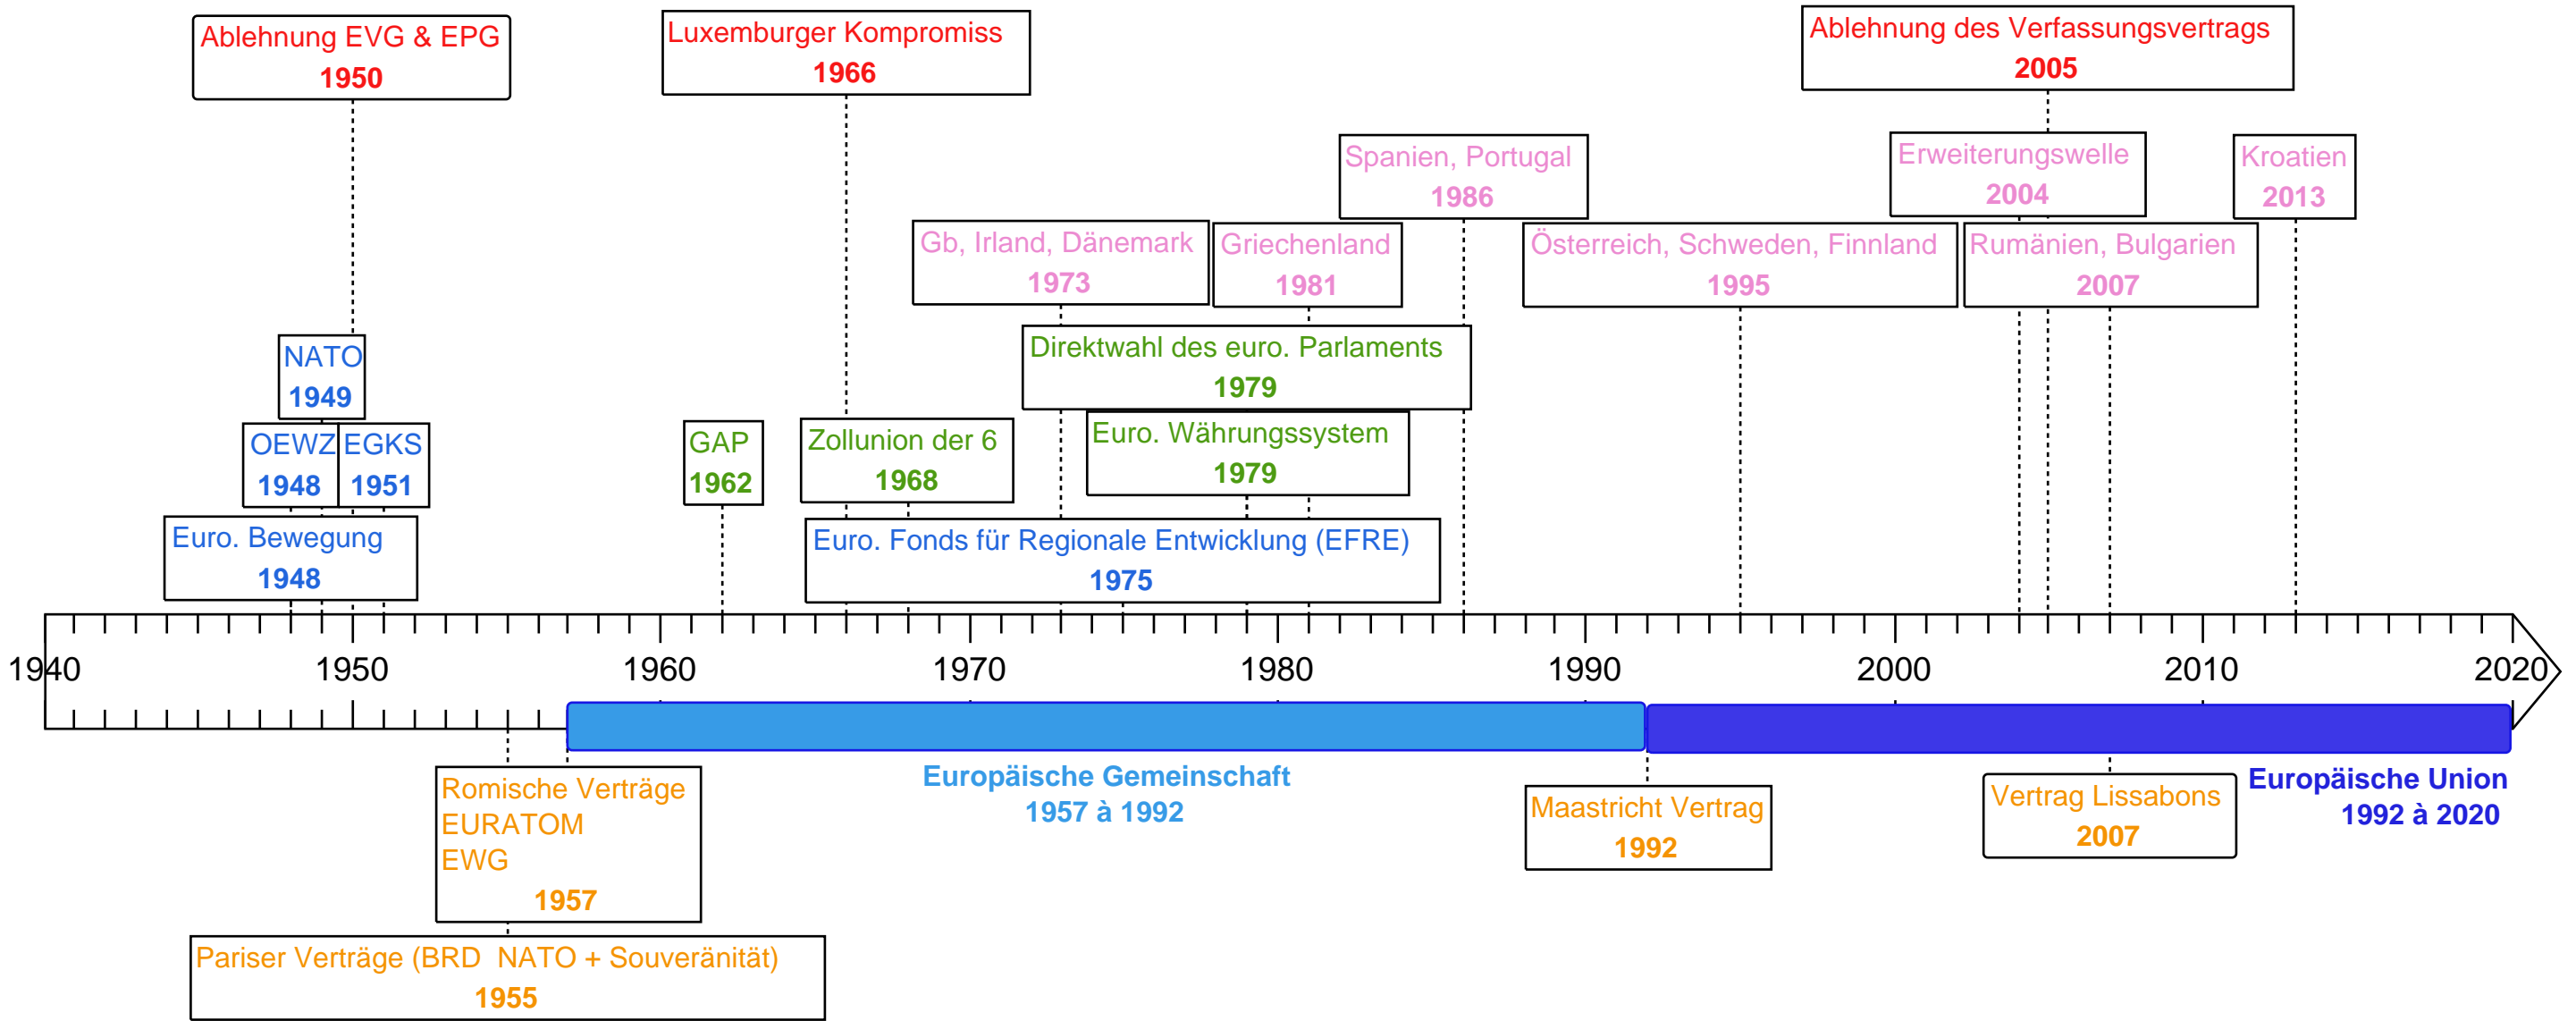 Ablehnung EVG & EPG
1950
Luxemburger Kompromiss
1966
Ablehnung des Verfassungsvertrags
2005
Spanien, Portugal
1986
Erweiterungswelle
2004
Kroatien
2013
Gb, Irland, Dänemark
1973
Griechenland
1981
Österreich, Schweden, Finnland
1995
Rumänien, Bulgarien
2007
NATO
1949
Direktwahl des euro. Parlaments
1979
OEWZ
1948
EGKS
1951
GAP
1962
Zollunion der 6
1968
Euro. Währungssystem
1979
Euro. Bewegung
1948
Euro. Fonds für Regionale Entwicklung (EFRE)
1975
1940 1950 1960 1970 1980 1990 2000 2010 2020
Romische Verträge
EURATOM
EWG
1957
Europäische Gemeinschaft
1957 à 1992
Maastricht Vertrag
1992
Vertrag Lissabons
2007
Europäische Union
1992 à 2020
Pariser Verträge (BRD  NATO + Souveränität)
1955